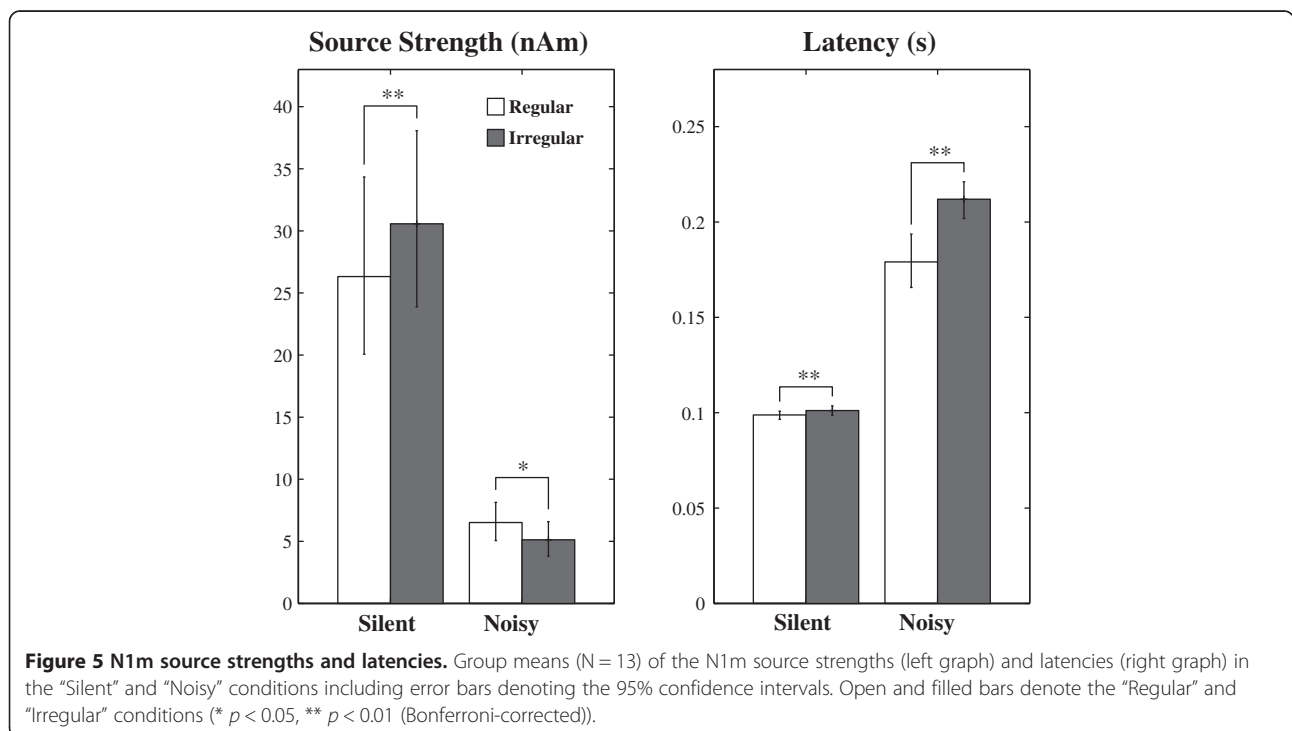 Source Strength (nAm)
40
35
30
25
20
15
10
5
0
**
*
Regular
Irregular
Silent Noisy
Latency (s)
0.25
0.2
0.15
0.1
0.05
0
**
**
Silent Noisy
Figure 5 N1m source strengths and latencies. Group means (N = 13) of the N1m source strengths (left graph) and latencies (right graph) in
the “Silent” and “Noisy” conditions including error bars denoting the 95% confidence intervals. Open and filled bars denote the “Regular” and
“Irregular” conditions (* p < 0.05, ** p < 0.01 (Bonferroni-corrected)).